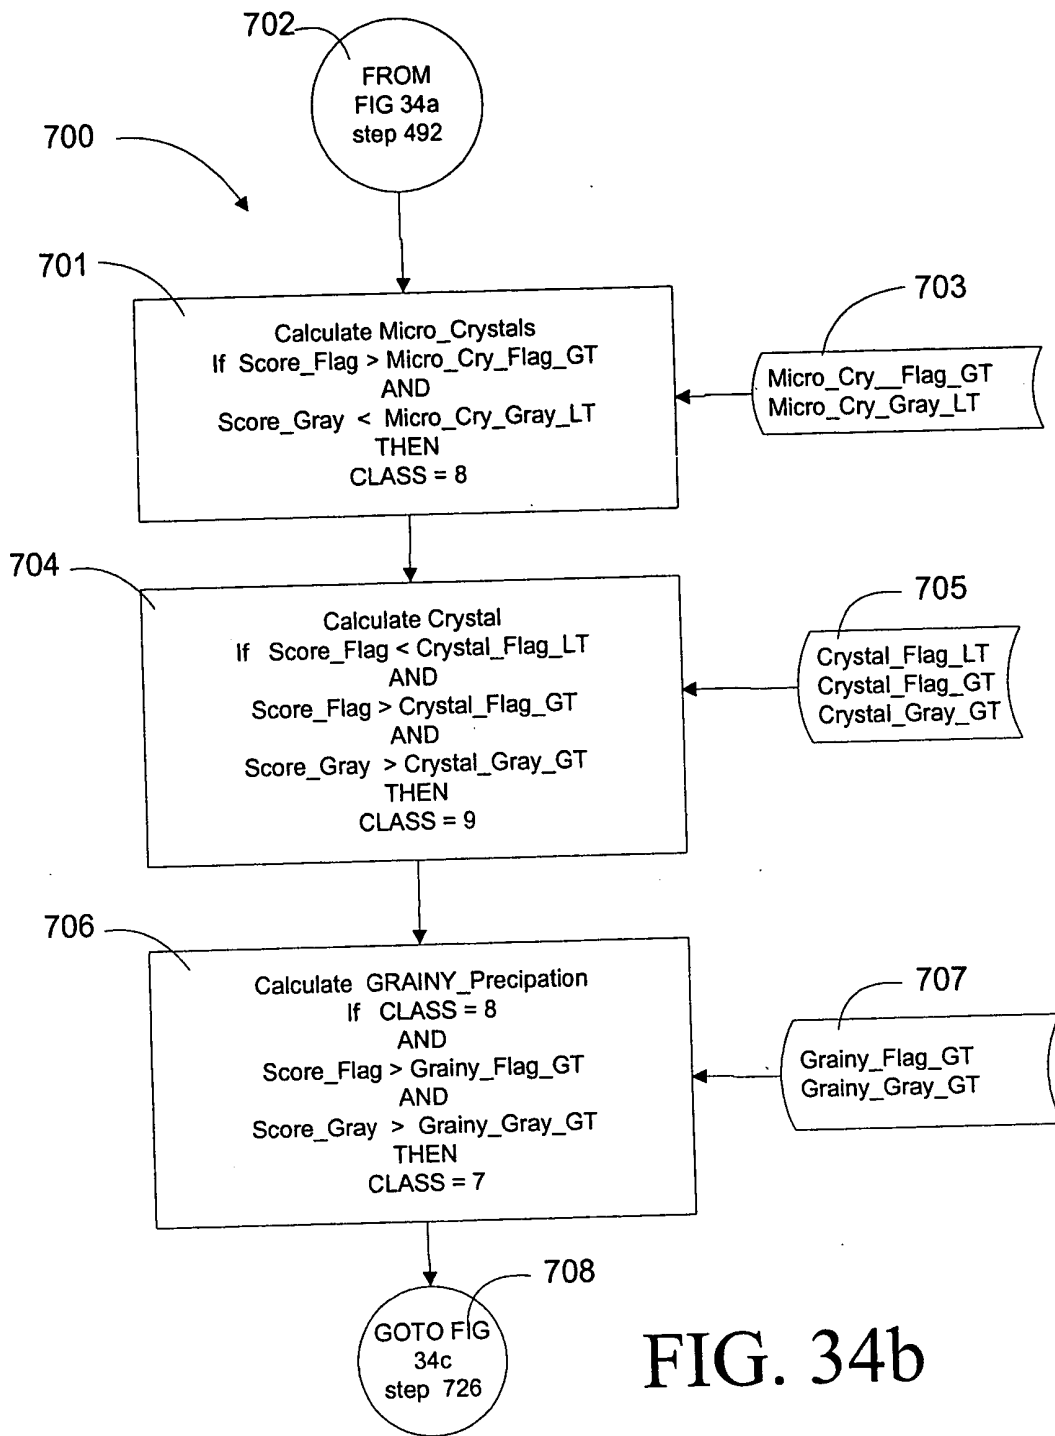 702
FROM
FIG 34a
step 492
700
701
Calculate Micro_Crystals
If Score_Flag > Micro_Cry_Flag_GT
AND
Score_Gray < Micro_Cry_Gray_LT
THEN
CLASS = 8
703
Micro_Cry__Flag_GT
Micro_Cry_Gray_LT
704
Calculate Crystal
If Score_Flag < Crystal_Flag_LT
AND
Score_Flag > Crystal_Flag_GT
AND
Score_Gray > Crystal_Gray_GT
THEN
CLASS = 9
705
Crystal_Flag_LT
Crystal_Flag_GT
Crystal_Gray_GT
706
Calculate GRAINY_Precipation
If CLASS = 8
AND
Score_Flag > Grainy_Flag_GT
AND
Score_Gray > Grainy_Gray_GT
THEN
CLASS = 7
707
Grainy_Flag_GT
Grainy_Gray_GT
708
GOTO FIG
34c
step 726
FIG. 34b